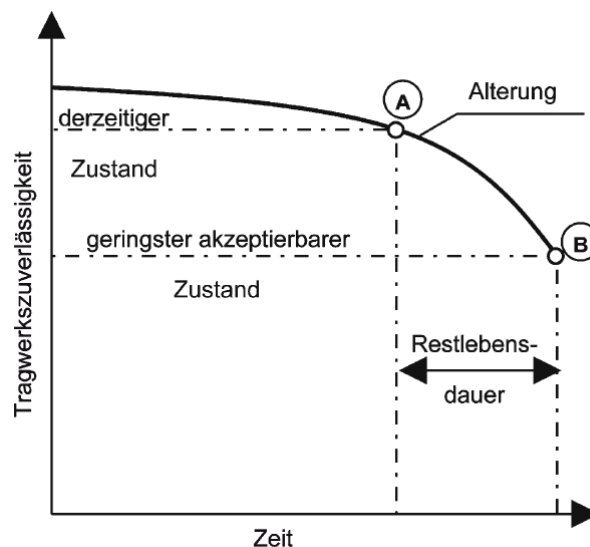 A
Alterung
derzeitiger
Zustand
geringster akzeptierbarer
Zustand
B
Restlebens-
dauer
Tragwerkszuverlässigkeit
Zeit